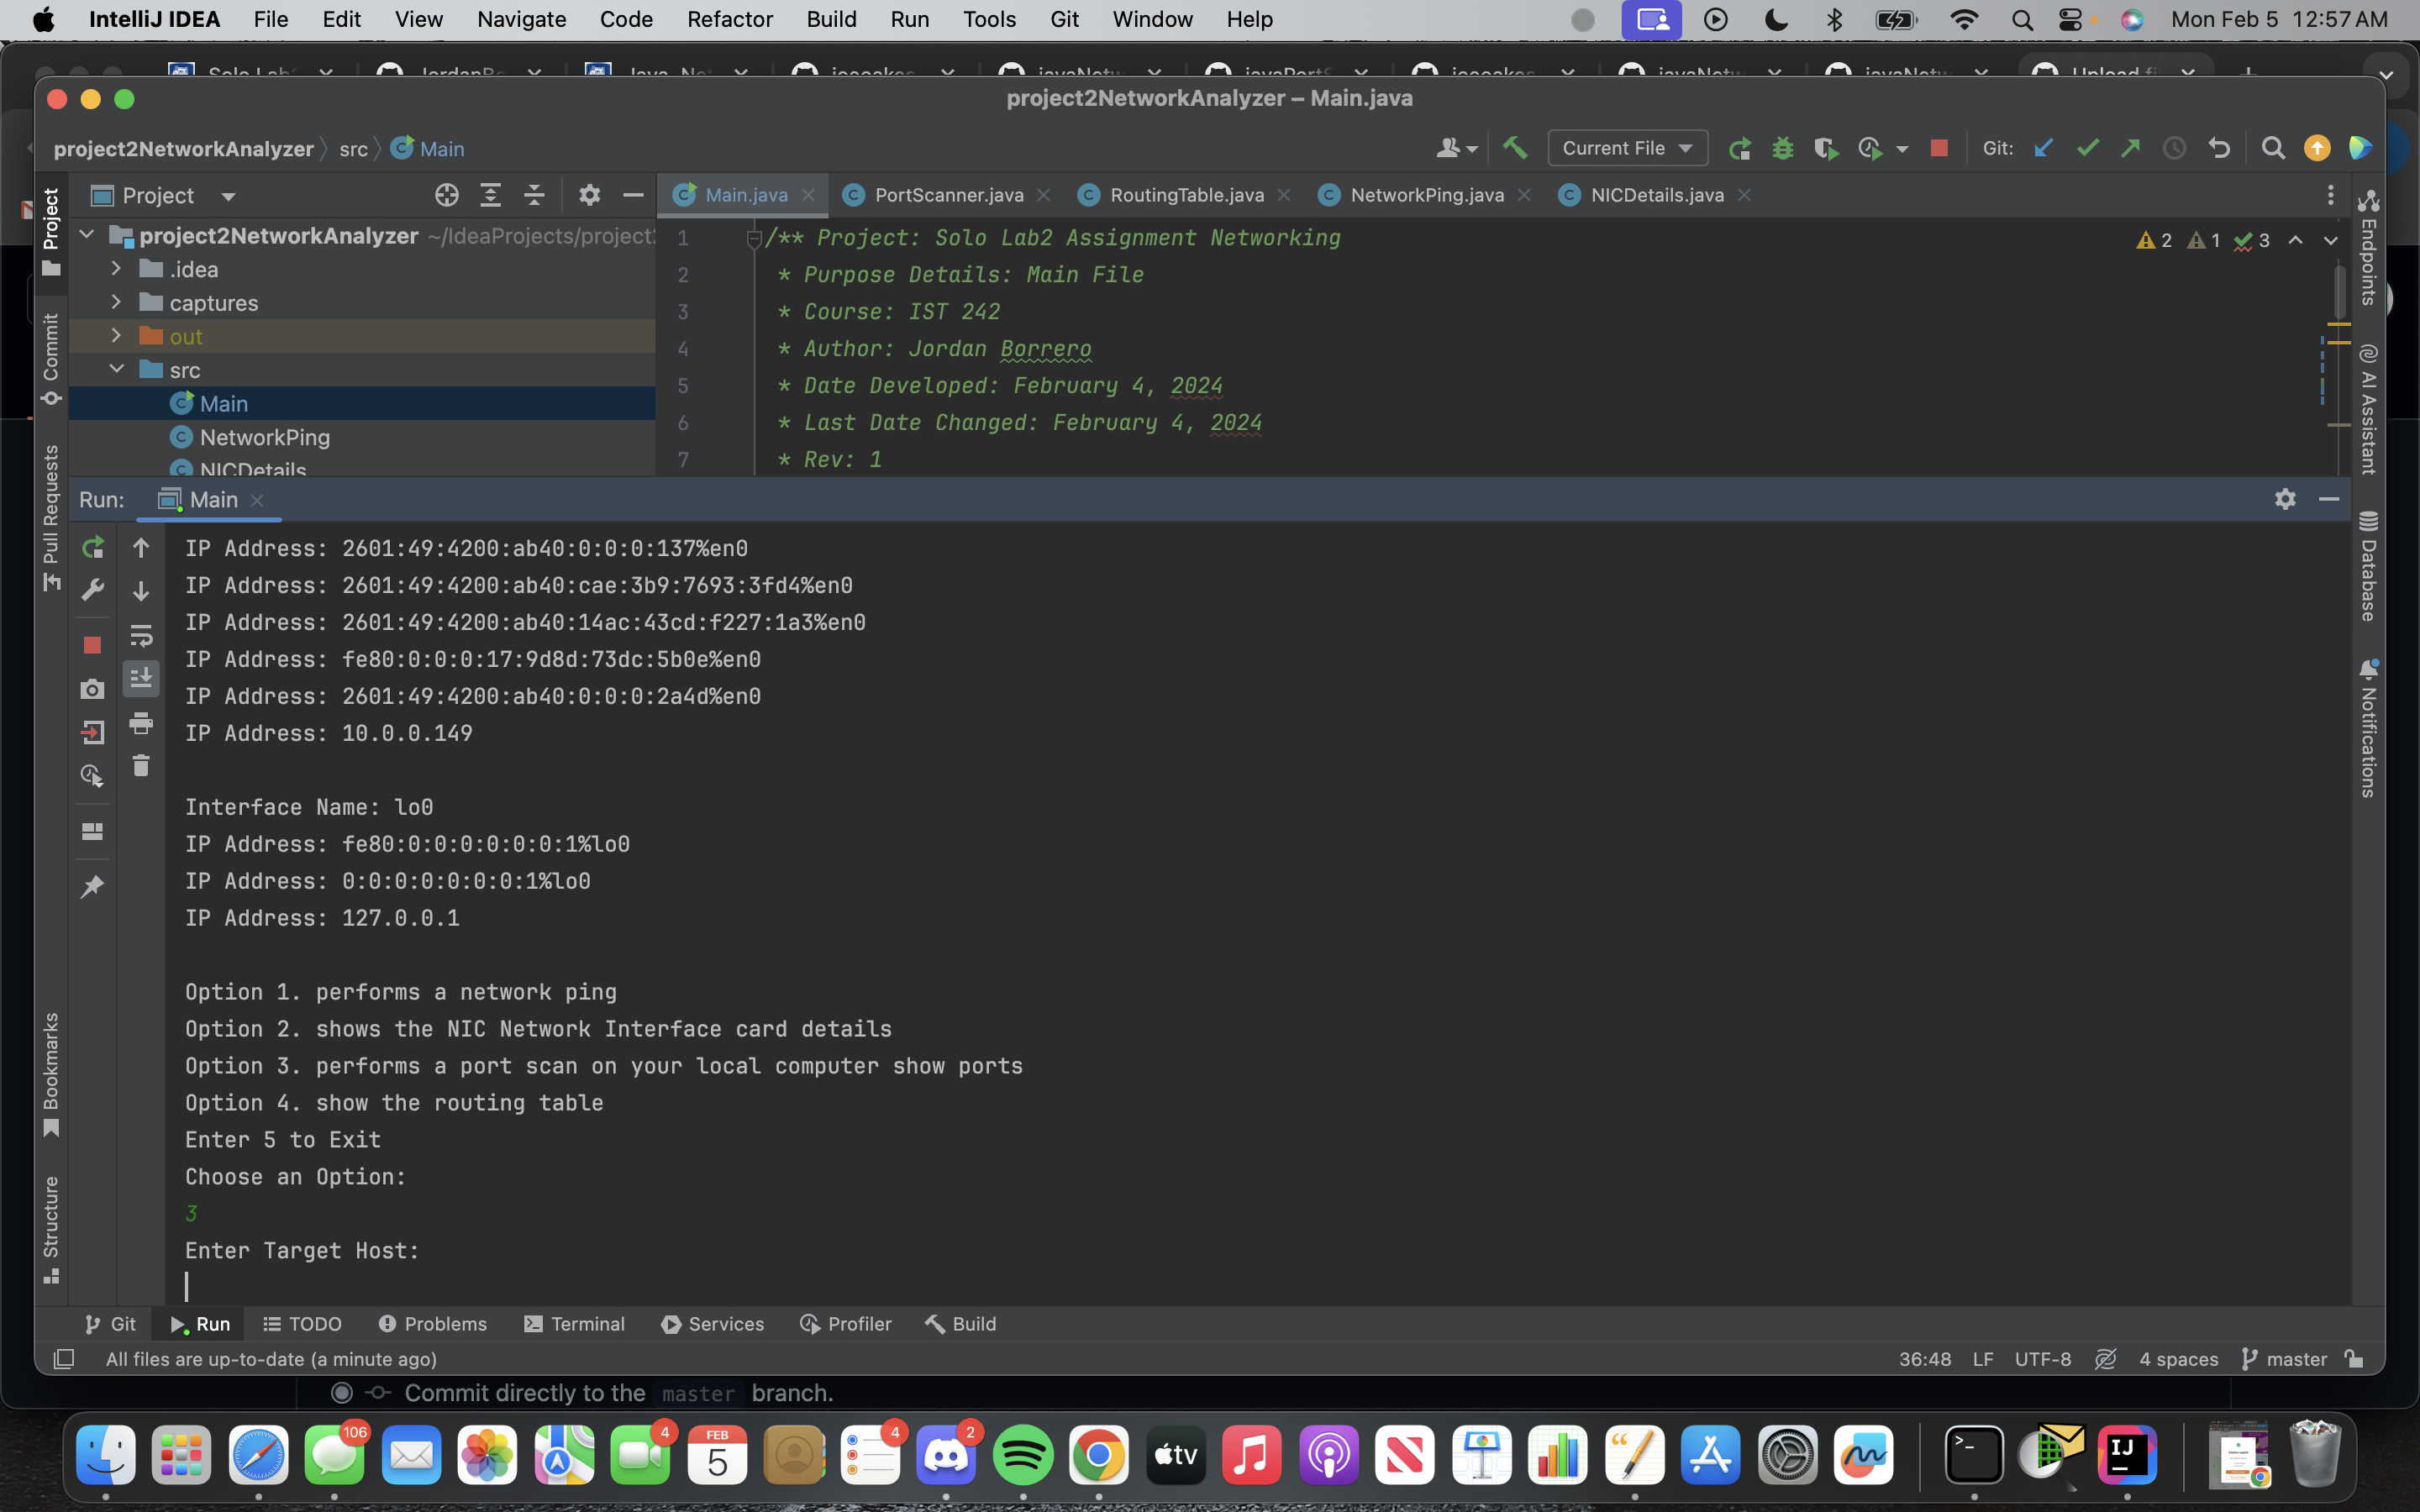 IntelliJ IDEA File Edit View Navigate Code Refactor Build Run Tools Git Window Help Mon Feb 5 12:57 AM
project2NetworkAnalyzer – Main.java
project2NetworkAnalyzer src Main Current File Git:
Project Main.java PortScanner.java RoutingTable.java NetworkPing.java NICDetails.java
project2NetworkAnalyzer ~/IdeaProjects/project
.idea
captures
out
src
Main
NetworkPing
NICDetails
1 /** Project: Solo Lab2 Assignment Networking
2 * Purpose Details: Main File
3 * Course: IST 242
4 * Author: Jordan Borrero
5 * Date Developed: February 4, 2024
6 * Last Date Changed: February 4, 2024
7 * Rev: 1
2 1 3
Project
Commit
Pull Requests
Bookmarks
Structure
Endpoints
AI Assistant
Database
Notifications
Run: Main
IP Address: 2601:49:4200:ab40:0:0:0:137%en0
IP Address: 2601:49:4200:ab40:cae:3b9:7693:3fd4%en0
IP Address: 2601:49:4200:ab40:14ac:43cd:f227:1a3%en0
IP Address: fe80:0:0:0:17:9d8d:73dc:5b0e%en0
IP Address: 2601:49:4200:ab40:0:0:0:2a4d%en0
IP Address: 10.0.0.149
Interface Name: lo0
IP Address: fe80:0:0:0:0:0:0:1%lo0
IP Address: 0:0:0:0:0:0:0:1%lo0
IP Address: 127.0.0.1
Option 1. performs a network ping
Option 2. shows the NIC Network Interface card details
Option 3. performs a port scan on your local computer show ports
Option 4. show the routing table
Enter 5 to Exit
Choose an Option:
3
Enter Target Host:
Git Run TODO Problems Terminal Services Profiler Build
All files are up-to-date (a minute ago) 36:48 LF UTF-8 4 spaces master
Commit directly to the master branch.
106 4 FEB 5 4 2 tv IJ